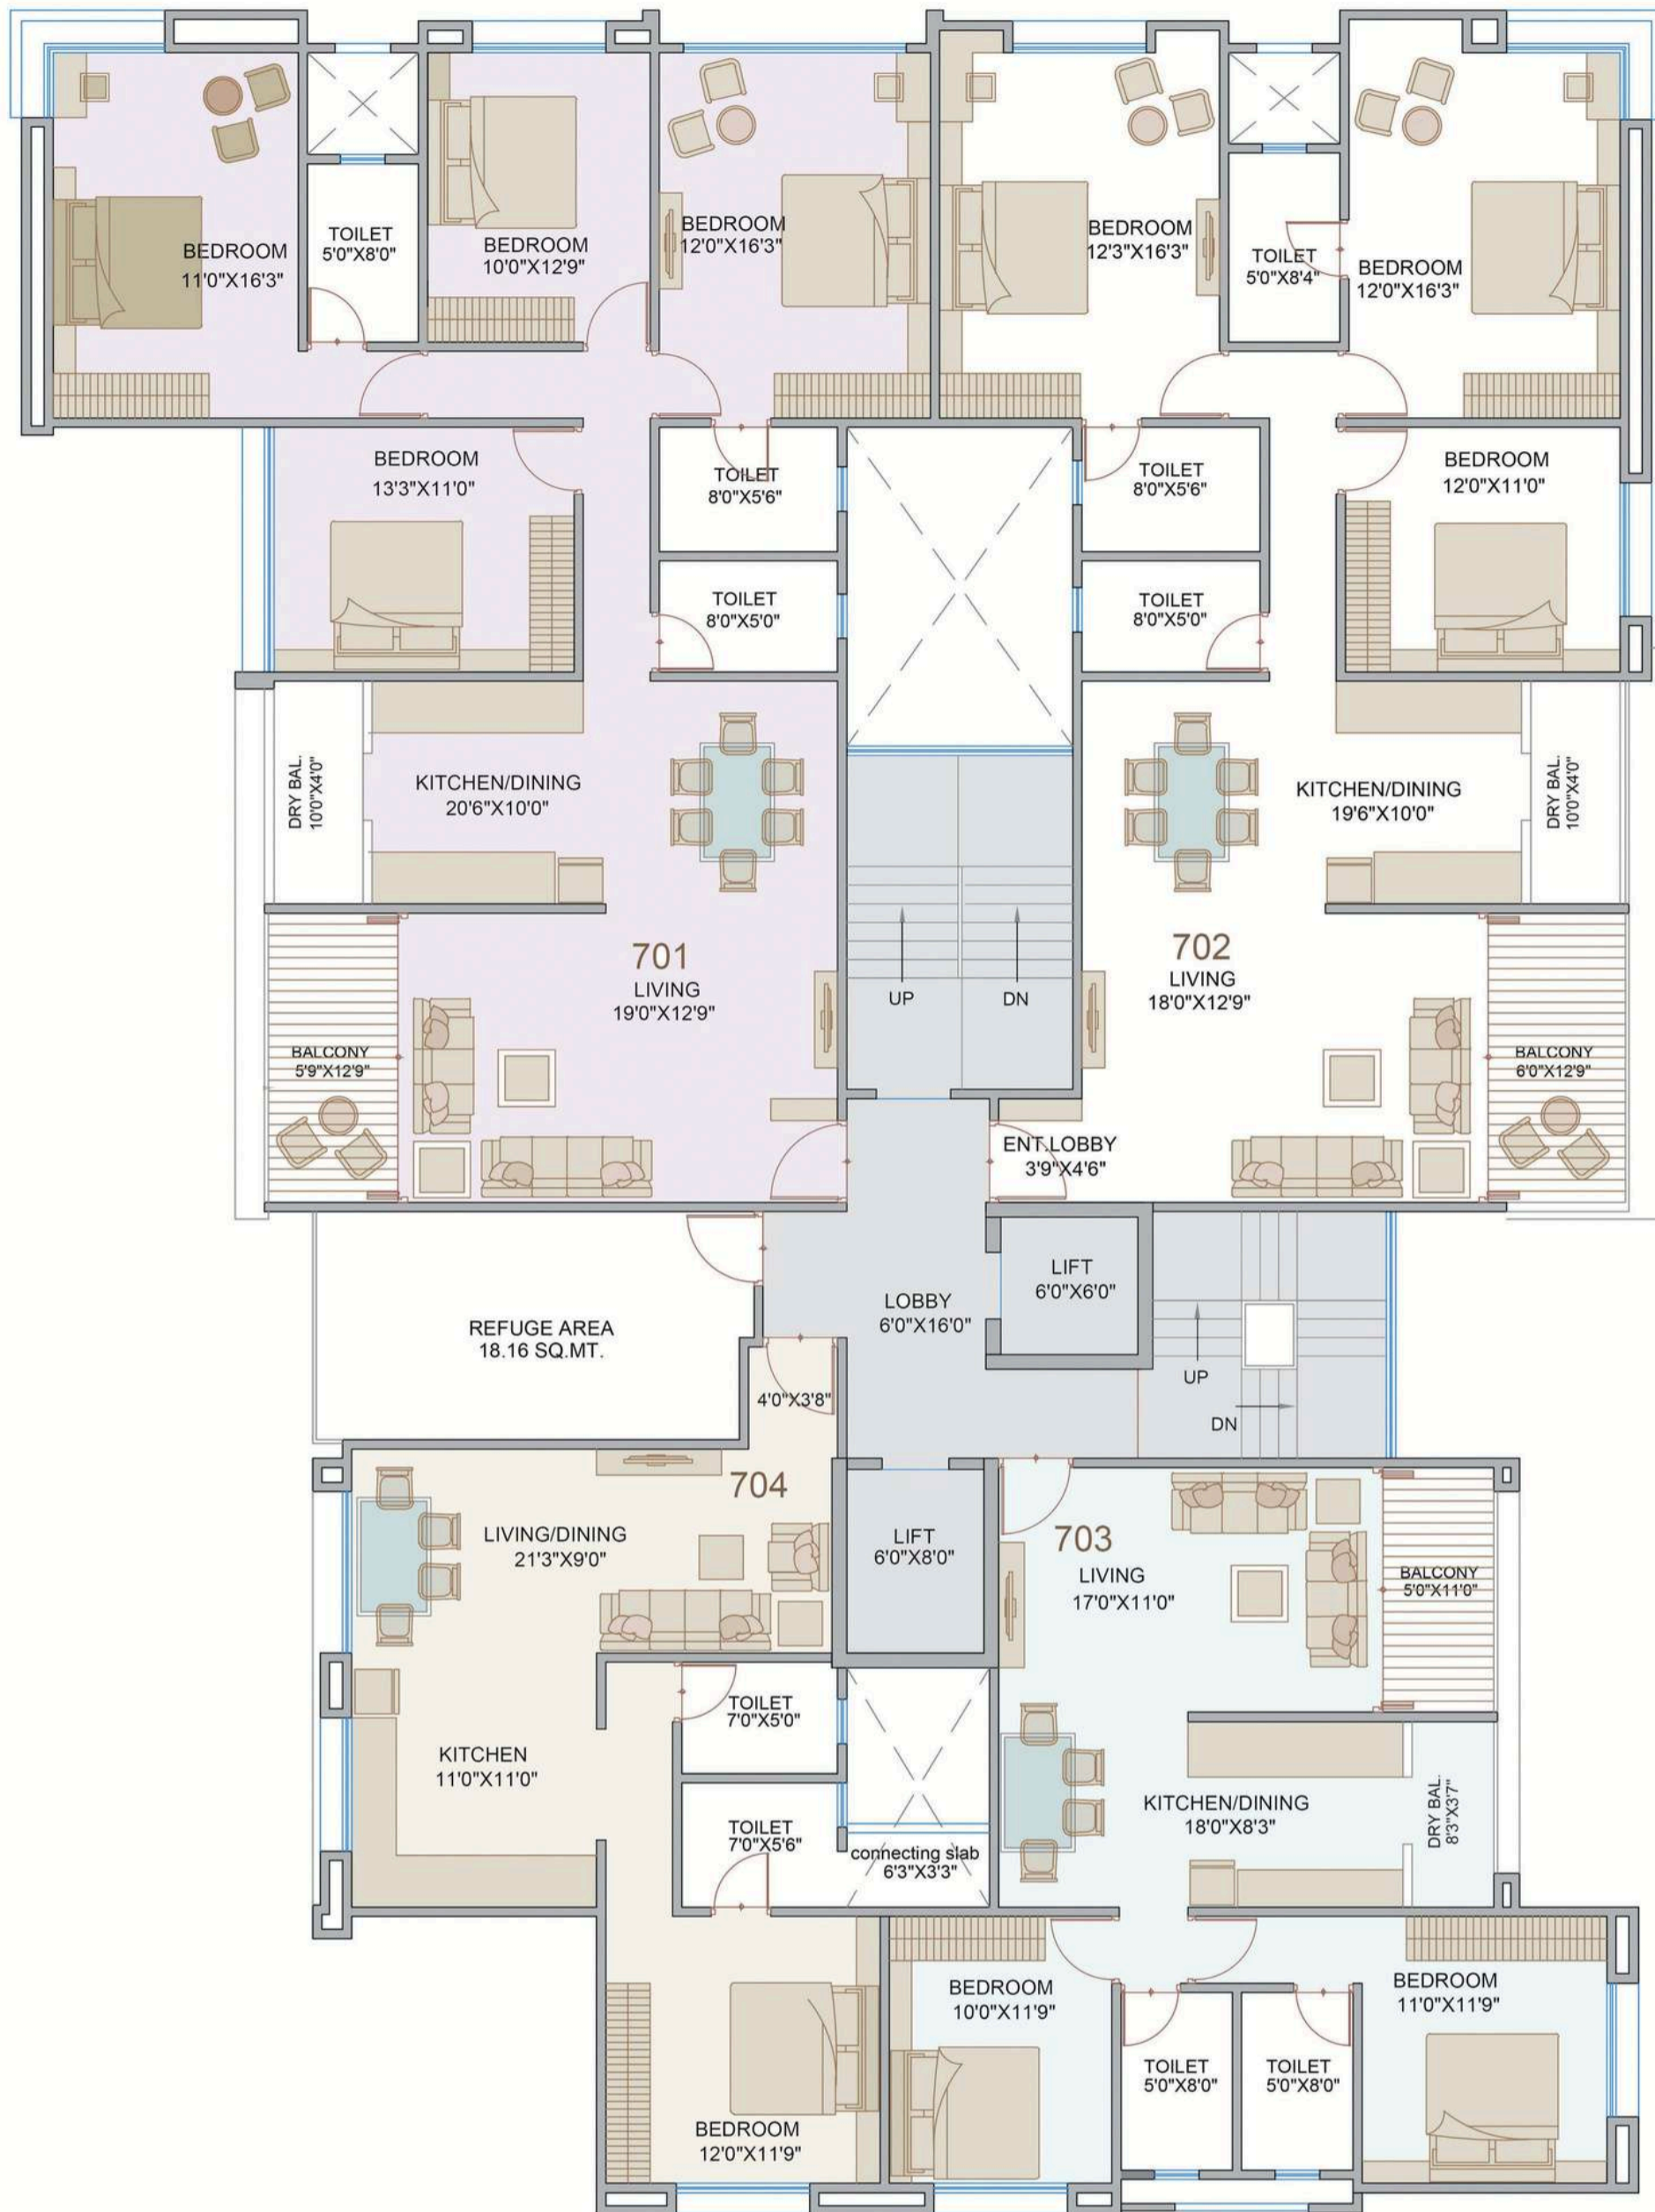 BEDROOM
11'0"X16'3"
TOILET
5'0"X8'0"
BEDROOM
10'0"X12'9"
BEDROOM
12'0"X16'3"
BEDROOM
12'3"X16'3"
TOILET
5'0"X8'4"
BEDROOM
12'0"X16'3"
BEDROOM
13'3"X11'0"
TOILET
8'0"X5'6"
TOILET
8'0"X5'6"
BEDROOM
12'0"X11'0"
TOILET
8'0"X5'0"
TOILET
8'0"X5'0"
DRY BAL.
10'0"X4'0"
KITCHEN/DINING
20'6"X10'0"
KITCHEN/DINING
19'6"X10'0"
DRY BAL.
10'0"X4'0"
701
LIVING
19'0"X12'9"
UP
DN
702
LIVING
18'0"X12'9"
BALCONY
5'9"X12'9"
BALCONY
6'0"X12'9"
ENT.LOBBY
3'9"X4'6"
REFUGE AREA
18.16 SQ.MT.
LOBBY
6'0"X16'0"
LIFT
6'0"X6'0"
UP
DN
4'0"X3'8"
704
LIVING/DINING
21'3"X9'0"
LIFT
6'0"X8'0"
703
LIVING
17'0"X11'0"
BALCONY
5'0"X11'0"
TOILET
7'0"X5'0"
KITCHEN
11'0"X11'0"
TOILET
7'0"X5'6"
connecting slab
6'3"X3'3"
KITCHEN/DINING
18'0"X8'3"
DRY BAL.
8'3"X3'7"
BEDROOM
12'0"X11'9"
BEDROOM
10'0"X11'9"
TOILET
5'0"X8'0"
TOILET
5'0"X8'0"
BEDROOM
11'0"X11'9"